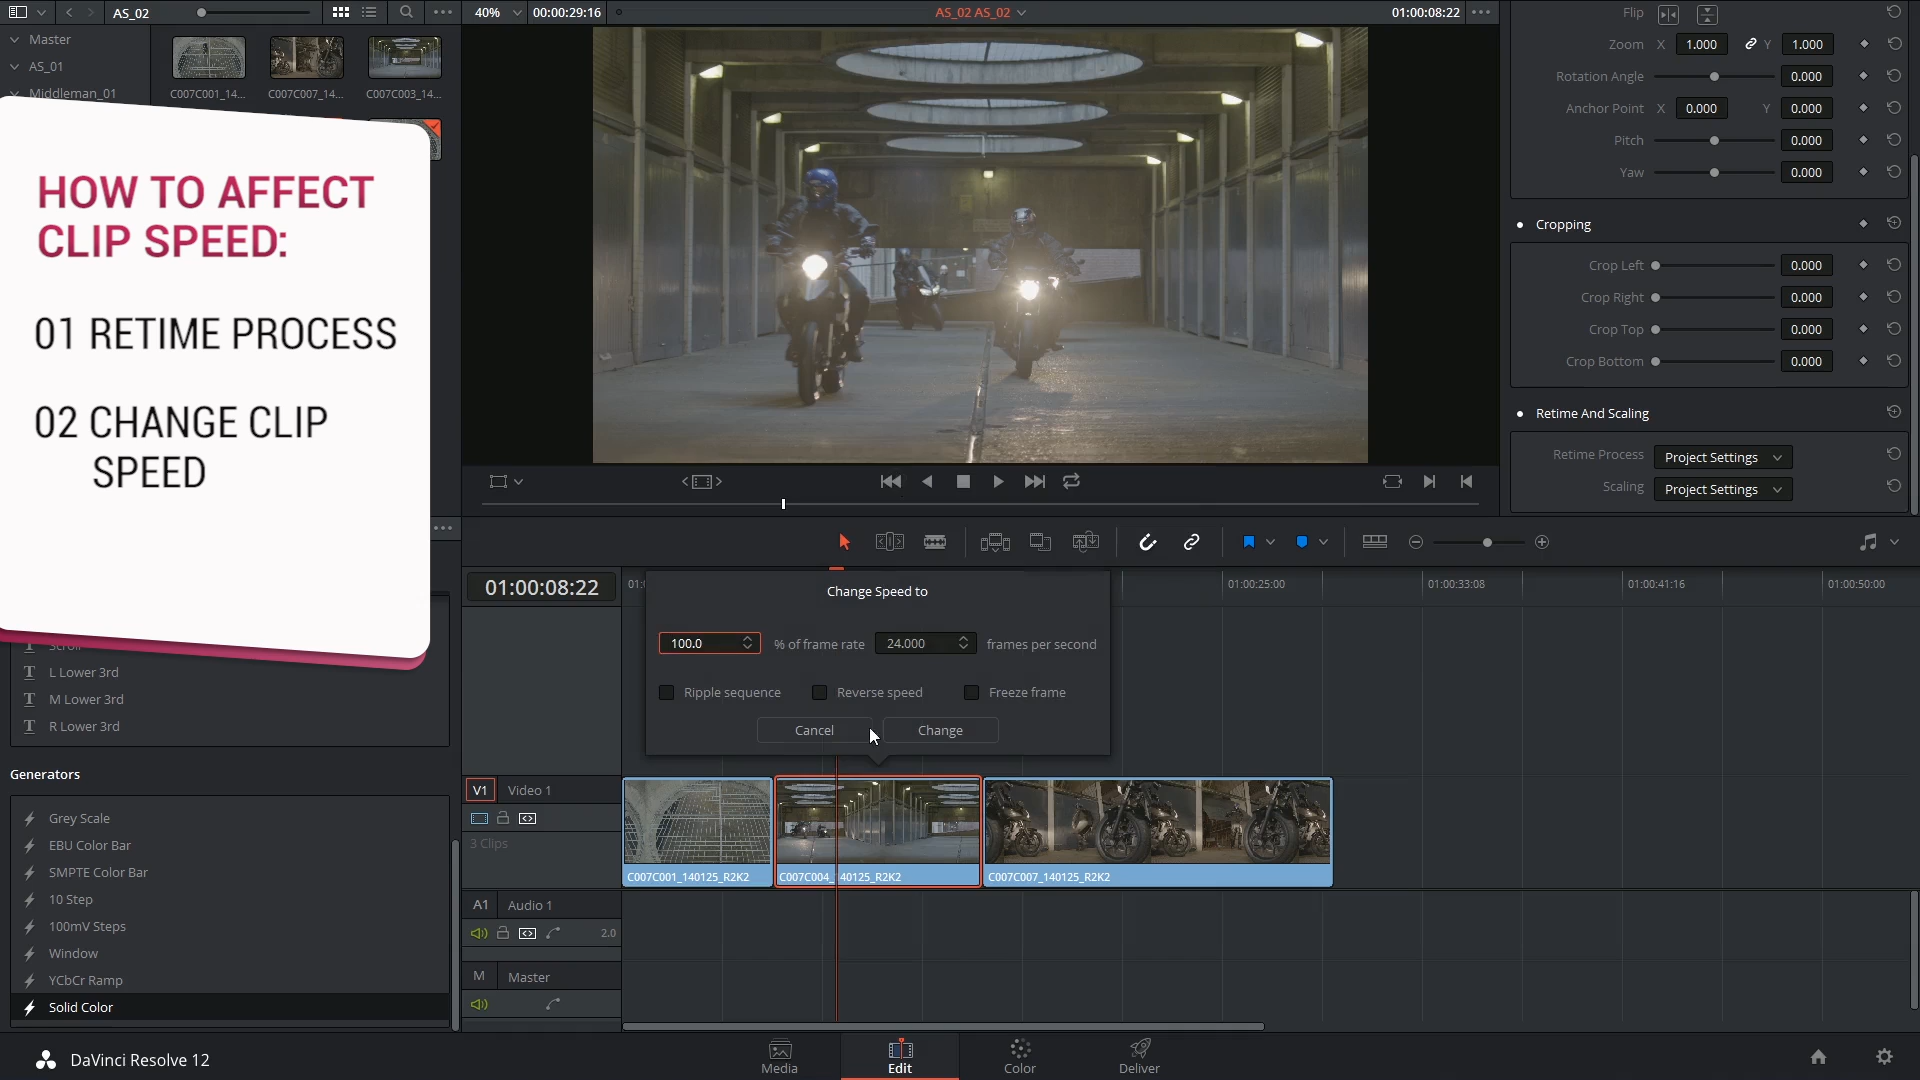 AS_02
40%
00:00:29:16
AS_02 AS_02
01:00:08:22
Master
AS_01
Middleman_01
C007C001_14...
C007C007_14...
C007C003_14...
HOW TO AFFECT
CLIP SPEED:
01 RETIME PROCESS
02 CHANGE CLIP
SPEED
Scroll
L Lower 3rd
M Lower 3rd
R Lower 3rd
Generators
Grey Scale
EBU Color Bar
SMPTE Color Bar
10 Step
100mV Steps
Window
YCbCr Ramp
Solid Color
Flip
Zoom X 1.000 Y 1.000
Rotation Angle 0.000
Anchor Point X 0.000 Y 0.000
Pitch 0.000
Yaw 0.000
Cropping
Crop Left 0.000
Crop Right 0.000
Crop Top 0.000
Crop Bottom 0.000
Retime And Scaling
Retime Process Project Settings
Scaling Project Settings
01:00:08:22
01:00:25:00
01:00:33:08
01:00:41:16
01:00:50:00
Change Speed to
100.0 % of frame rate 24.000 frames per second
Ripple sequence
Reverse speed
Freeze frame
Cancel
Change
V1 Video 1
3 Clips
C007C001_140125_R2K2
C007C004_140125_R2K2
C007C007_140125_R2K2
A1 Audio 1
2.0
M Master
DaVinci Resolve 12
Media
Edit
Color
Deliver